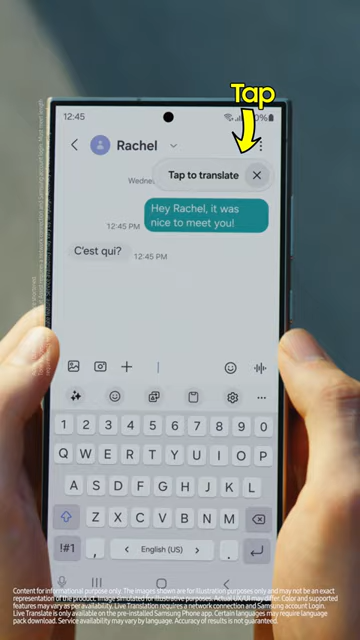 Tap
12:45
Rachel
Tap to translate
Hey Rachel, it was
nice to meet you!
12:45 PM
C'est qui?
12:45 PM
1 2 3 4 5 6 7 8 9 0
Q W E R T Y U I O P
A S D F G H J K L
Z X C V B N M
!#1 , English (US) .
Content for informational purpose only. The images shown are for illustration purposes only and may not be an exact
representation of the product. Image simulated for illustrative purposes. Actual UX/UI may differ. Color and supported
features may vary as per availability. Live Translation requires a network connection and Samsung account Login.
Live Translate is only available on the pre-installed Samsung Phone app. Certain languages may require language
pack download. Service availability may vary by language. Accuracy of results is not guaranteed.